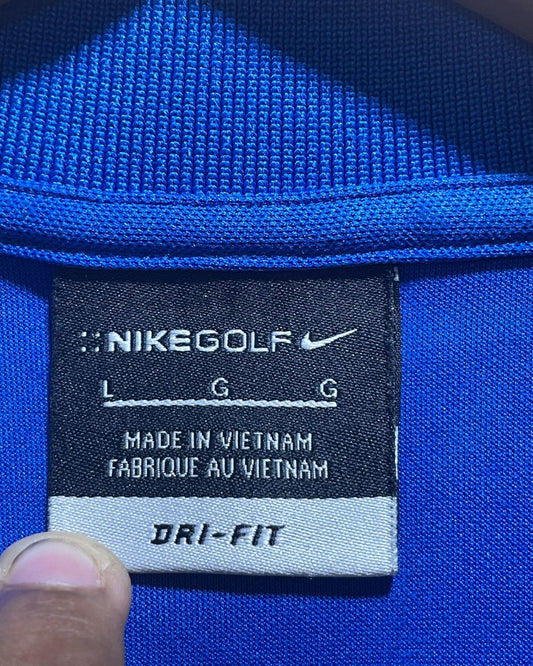 NIKEGOLF
L G G
MADE IN VIETNAM
FABRIQUE AU VIETNAM
DRI-FIT